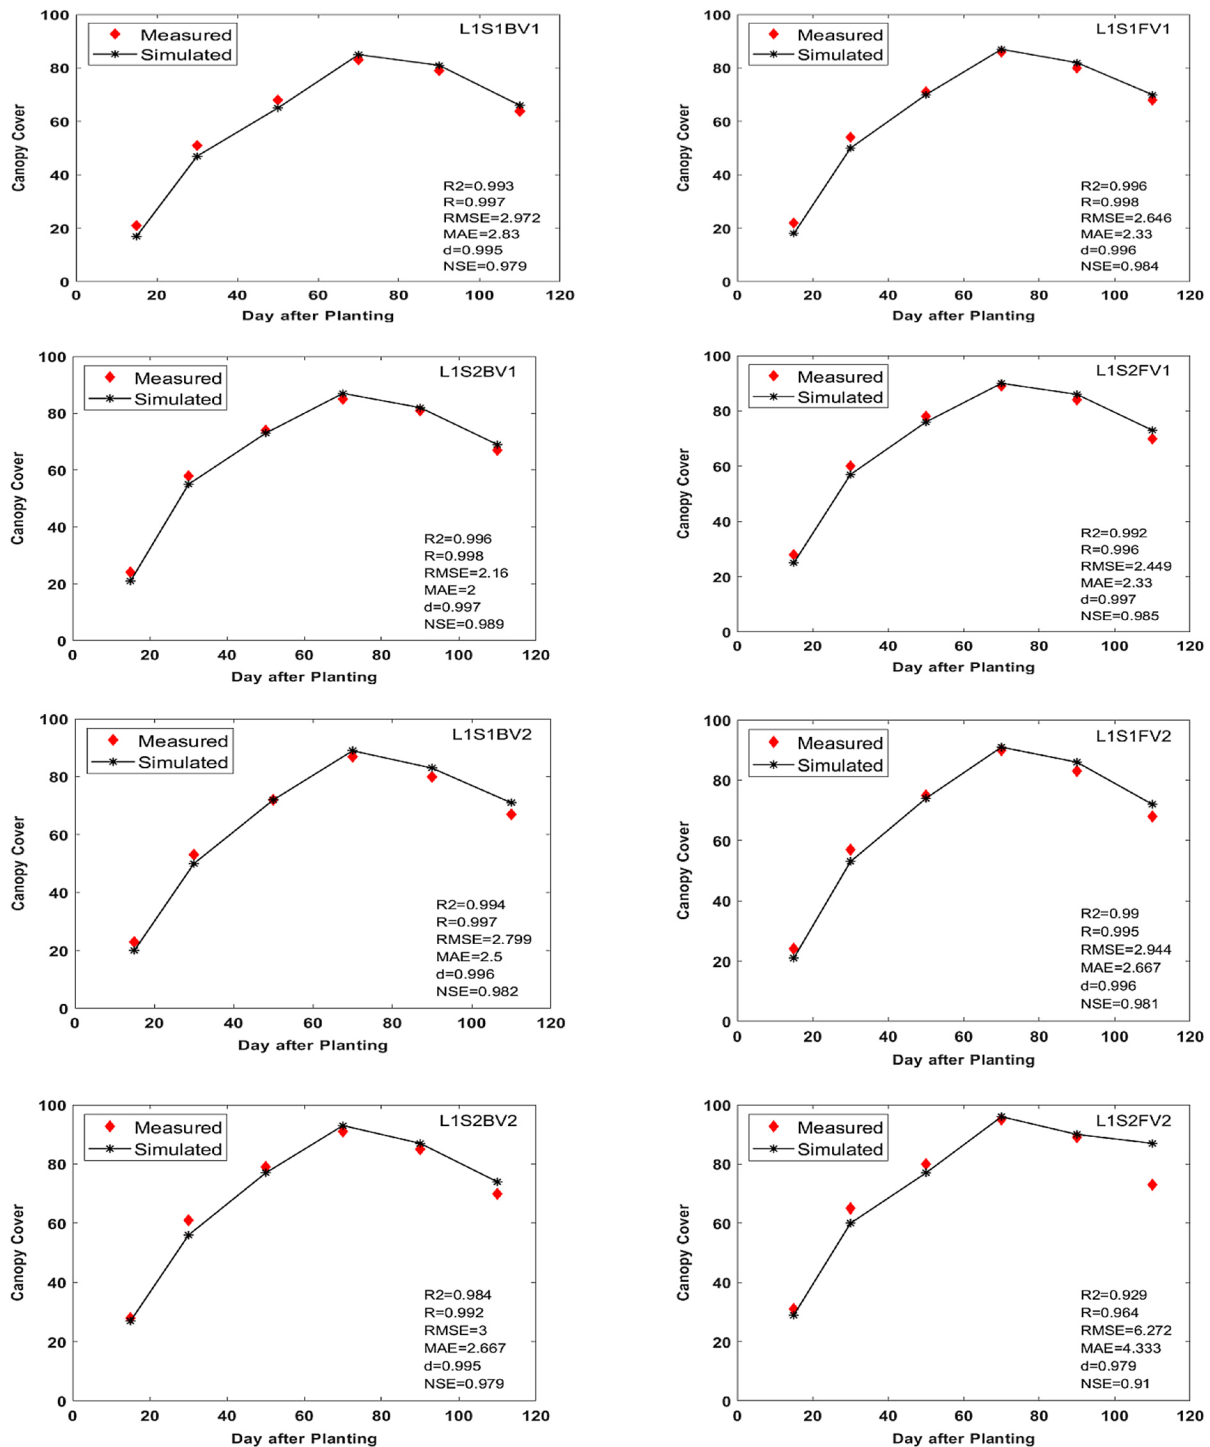 L1S1BV1
Measured
Simulated
100
80
60
40
20
0
Canopy Cover
R2=0.993
R=0.997
RMSE=2.972
MAE=2.83
d=0.995
NSE=0.979
0 20 40 60 80 100 120
Day after Planting
L1S1FV1
Measured
Simulated
100
80
60
40
20
0
Canopy Cover
R2=0.996
R=0.998
RMSE=2.646
MAE=2.33
d=0.996
NSE=0.984
0 20 40 60 80 100 120
Day after Planting
L1S2BV1
Measured
Simulated
100
80
60
40
20
0
Canopy Cover
R2=0.996
R=0.998
RMSE=2.16
MAE=2
d=0.997
NSE=0.989
0 20 40 60 80 100 120
Day after Planting
L1S2FV1
Measured
Simulated
100
80
60
40
20
0
Canopy Cover
R2=0.992
R=0.996
RMSE=2.449
MAE=2.33
d=0.997
NSE=0.985
0 20 40 60 80 100 120
Day after Planting
L1S1BV2
Measured
Simulated
100
80
60
40
20
0
Canopy Cover
R2=0.994
R=0.997
RMSE=2.799
MAE=2.5
d=0.996
NSE=0.982
0 20 40 60 80 100 120
Day after Planting
L1S1FV2
Measured
Simulated
100
80
60
40
20
0
Canopy Cover
R2=0.99
R=0.995
RMSE=2.944
MAE=2.667
d=0.996
NSE=0.981
0 20 40 60 80 100 120
Day after Planting
L1S2BV2
Measured
Simulated
100
80
60
40
20
0
Canopy Cover
R2=0.984
R=0.992
RMSE=3
MAE=2.667
d=0.995
NSE=0.979
0 20 40 60 80 100 120
Day after Planting
L1S2FV2
Measured
Simulated
100
80
60
40
20
0
Canopy Cover
R2=0.929
R=0.964
RMSE=6.272
MAE=4.333
d=0.979
NSE=0.91
0 20 40 60 80 100 120
Day after Planting